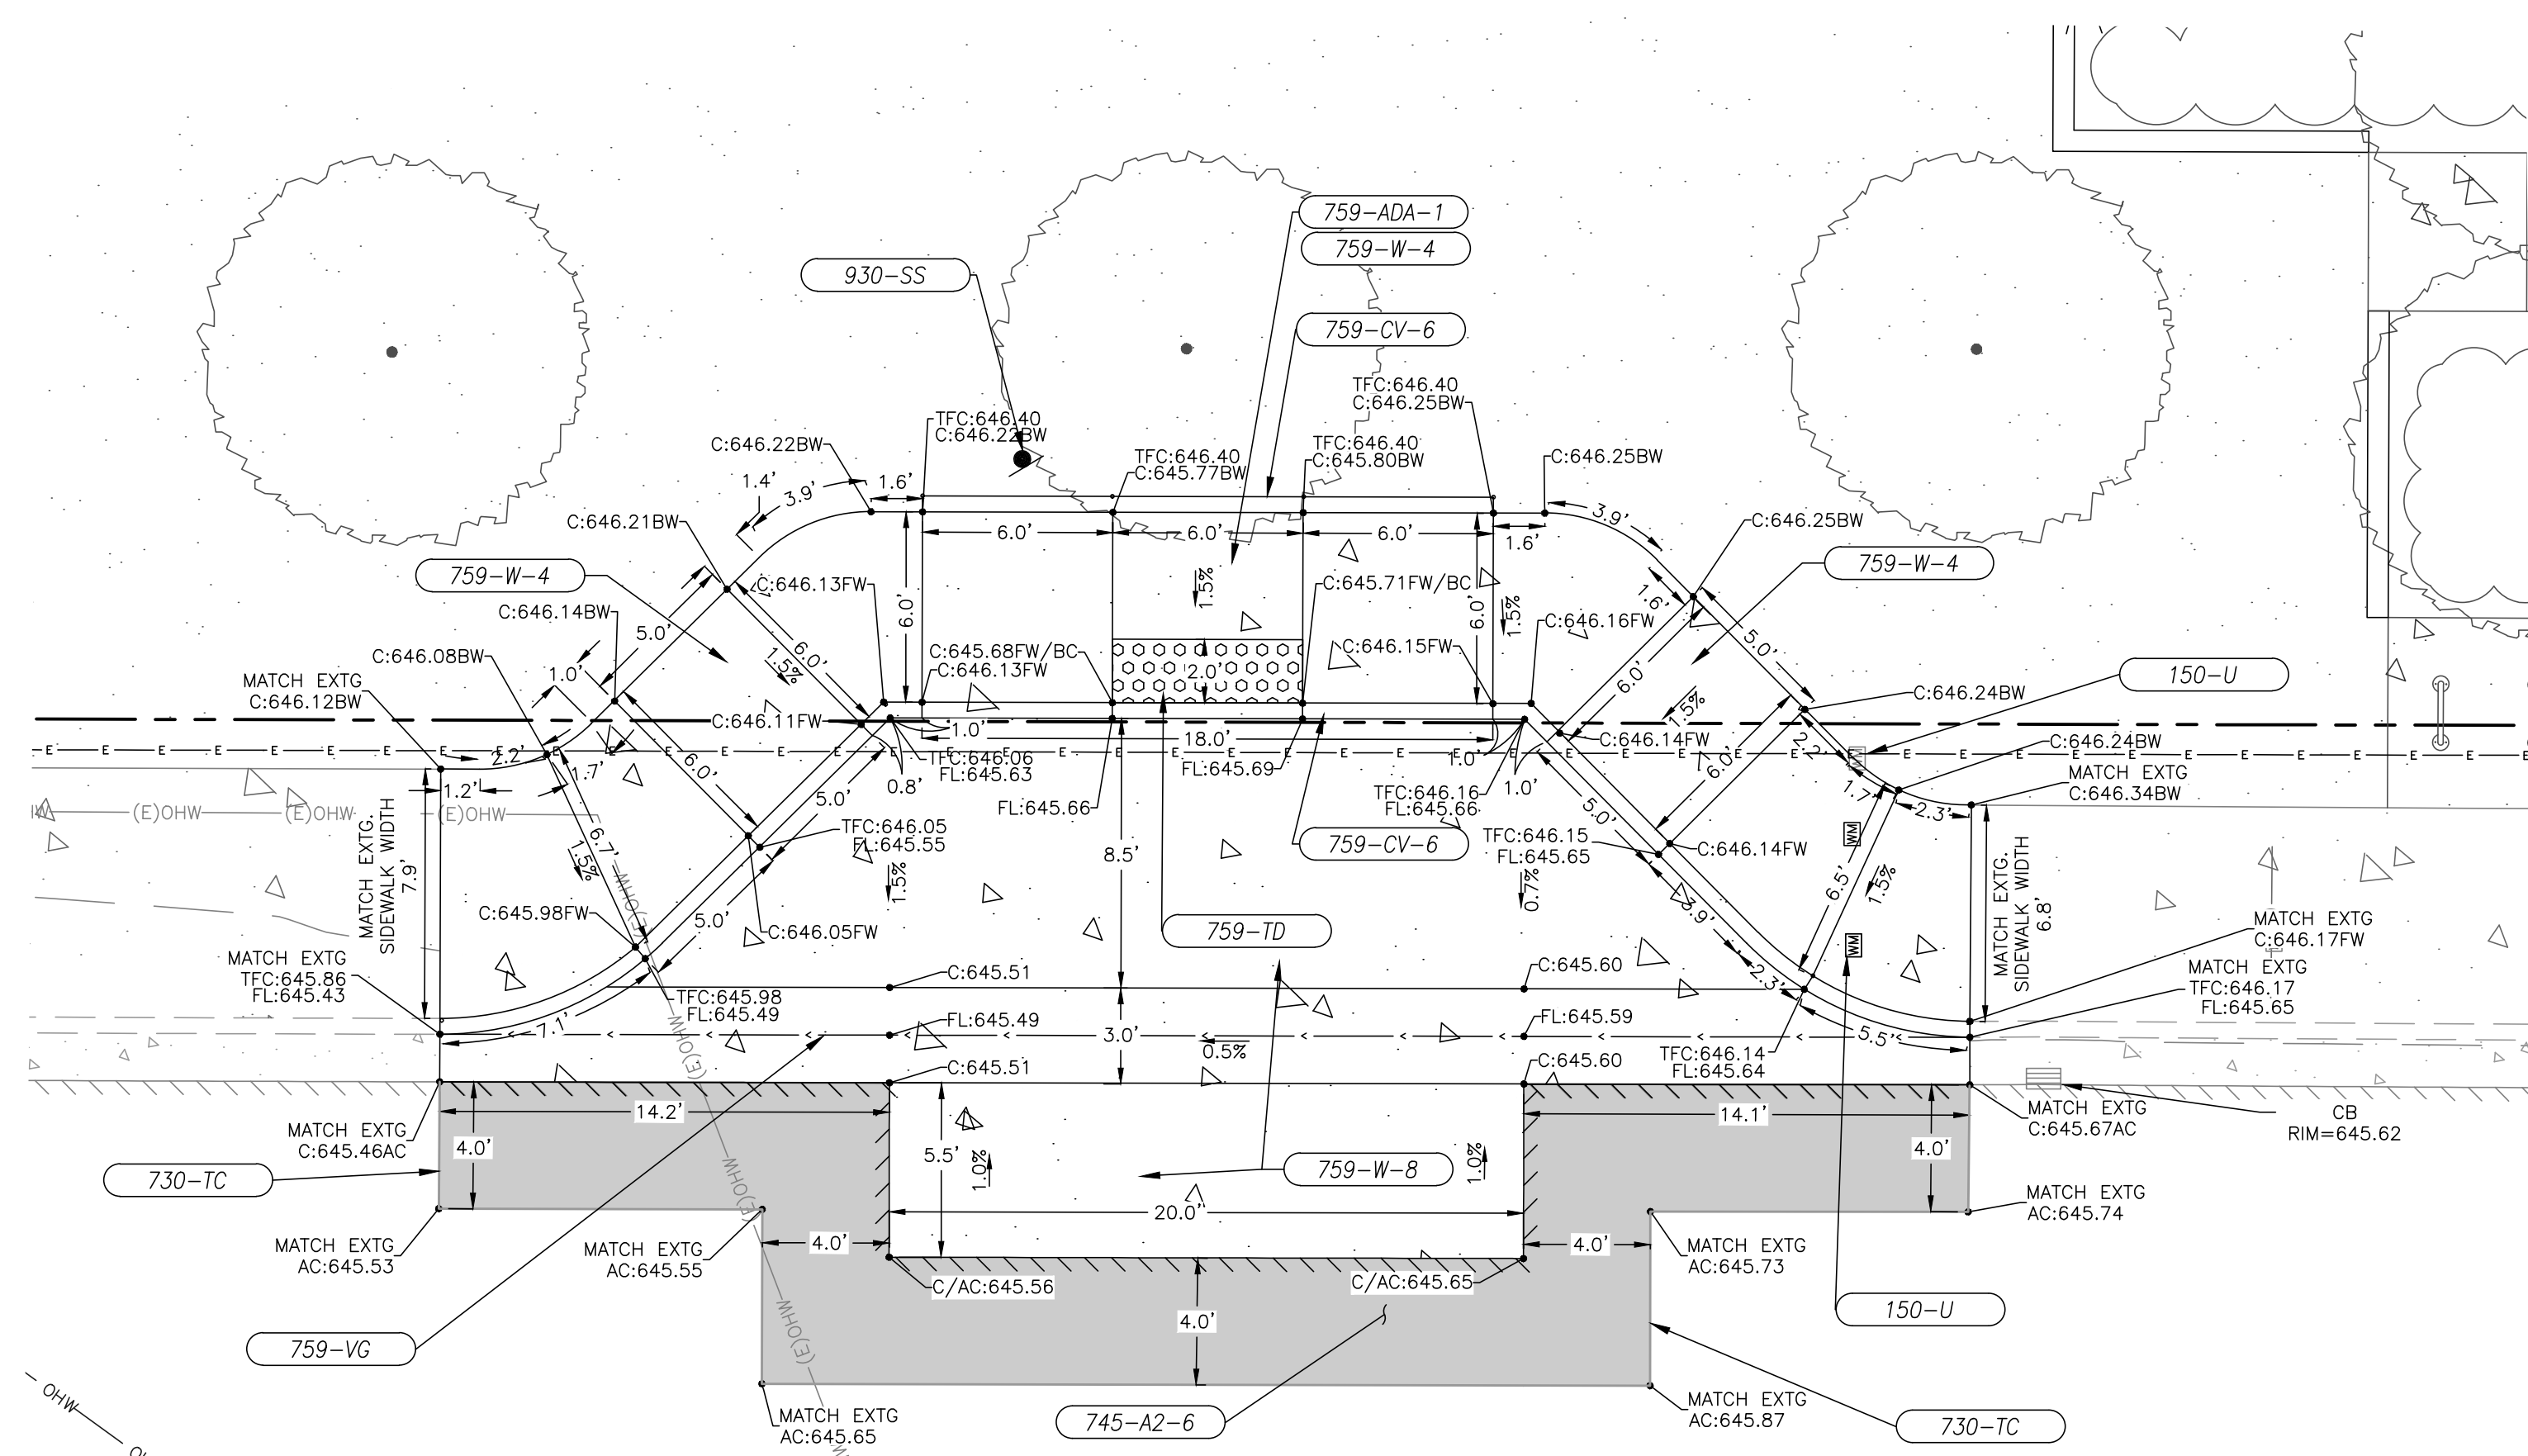 759-ADA-1
759-W-4
930-SS
759-CV-6
TFC:646.40
C:646.25BW
TFC:646.40
C:646.22BW
C:646.22BW
TFC:646.40
C:645.77BW
TFC:646.40
C:645.80BW
C:646.25BW
1.4'
3.9'
1.6'
C:646.21BW
6.0'
6.0'
6.0'
1.6'
3.9'
C:646.25BW
759-W-4
C:646.13FW
1.5%
C:645.71FW/BC
759-W-4
C:646.14BW
5.0'
6.0'
1.5%
6.0'
6.0'
1.5%
C:646.16FW
1.6'
5.0'
C:646.08BW
1.0'
C:645.68FW/BC
C:646.13FW
2.0'
C:646.15FW
6.0'
1.5%
150-U
MATCH EXTG
C:646.12BW
C:646.24BW
C:646.11FW
1.0'
18.0'
1.0'
C:646.14FW
C:646.24BW
E E E E E E E E E E
2.2'
1.7'
6.0'
TFC:646.06
FL:645.63
FL:645.69
6.0'
2.2'
1.7'
MATCH EXTG
C:646.34BW
1.2'
0.8'
FL:645.66
TFC:646.16
FL:645.66
1.0'
2.3'
(E)OHW
(E)OHW
(E)OHW
5.0'
5.0'
MATCH EXTG.
SIDEWALK WIDTH
7.9'
6.7'
1.5%
TFC:646.05
FL:645.55
8.5'
759-CV-6
TFC:646.15
FL:645.65
C:646.14FW
WM
MATCH EXTG.
SIDEWALK WIDTH
6.8'
(E)OHW
1.5%
0.7%
6.5'
1.5%
C:645.98FW
5.0'
C:646.05FW
759-TD
3.9'
MATCH EXTG
C:646.17FW
WM
MATCH EXTG
TFC:645.86
FL:645.43
C:645.51
C:645.60
2.3'
MATCH EXTG
TFC:646.17
FL:645.65
TFC:645.98
FL:645.49
7.1'
FL:645.49
3.0'
0.5%
FL:645.59
5.5'
(E)OHW
C:645.51
C:645.60
TFC:646.14
FL:645.64
14.2'
14.1'
MATCH EXTG
C:645.46AC
4.0'
5.5'
1.0%
759-W-8
1.0%
4.0'
MATCH EXTG
C:645.67AC
CB
RIM=645.62
730-TC
(E)OHW
20.0'
MATCH EXTG
AC:645.74
MATCH EXTG
AC:645.53
MATCH EXTG
AC:645.55
4.0'
4.0'
MATCH EXTG
AC:645.73
C/AC:645.56
C/AC:645.65
759-VG
(E)OHW
4.0'
150-U
OHW
MATCH EXTG
AC:645.65
745-A2-6
MATCH EXTG
AC:645.87
730-TC